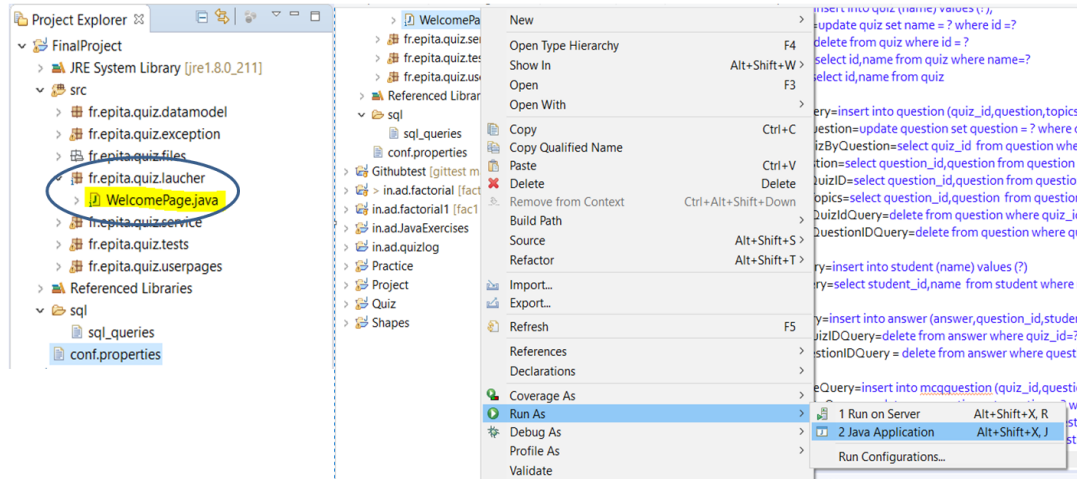 Project Explorer
FinalProject
JRE System Library [jre1.8.0_211]
src
fr.epita.quiz.datamodel
fr.epita.quiz.exception
fr.epita.quiz.files
fr.epita.quiz.laucher
WelcomePage.java
fr.epita.quiz.service
fr.epita.quiz.tests
fr.epita.quiz.userpages
Referenced Libraries
sql
sql_queries
conf.properties
WelcomePa
fr.epita.quiz.se
fr.epita.quiz.tes
fr.epita.quiz.us
Referenced Librar
sql
sql_queries
conf.properties
Githubtest [gittest m
> in.ad.factorial [fact
in.ad.factorial1 [fac1
in.ad.JavaExercises
in.ad.quizlog
Practice
Project
Quiz
Shapes
New
Open Type Hierarchy F4
Show In Alt+Shift+W >
Open F3
Open With
Copy Ctrl+C
Copy Qualified Name
Paste Ctrl+V
Delete Delete
Remove from Context Ctrl+Alt+Shift+Down
Build Path
Source Alt+Shift+S >
Refactor Alt+Shift+T >
Import...
Export...
Refresh F5
References
Declarations
Coverage As
Run As
Debug As
Profile As
Validate
1 Run on Server Alt+Shift+X, R
2 Java Application Alt+Shift+X, J
Run Configurations...
insert into quiz (name) values (?),
=update quiz set name = ? where id =?
delete from quiz where id = ?
select id,name from quiz where name=?
select id,name from quiz
ery=insert into question (quiz_id,question,topics
uestion=update question set question = ? where
izByQuestion=select quiz_id from question whe
stion=select question_id,question from question
QuizID=select question_id,question from questio
opics=select question_id,question from question
QuizIdQuery=delete from question where quiz_i
QuestionIDQuery=delete from question where qu
ry=insert into student (name) values (?)
ery=select student_id,name from student where
y=insert into answer (answer,question_id,studen
uizIDQuery=delete from answer where quiz_id=?
estionIDQuery = delete from answer where quest
eQuery=insert into mcqquestion (quiz_id,questi